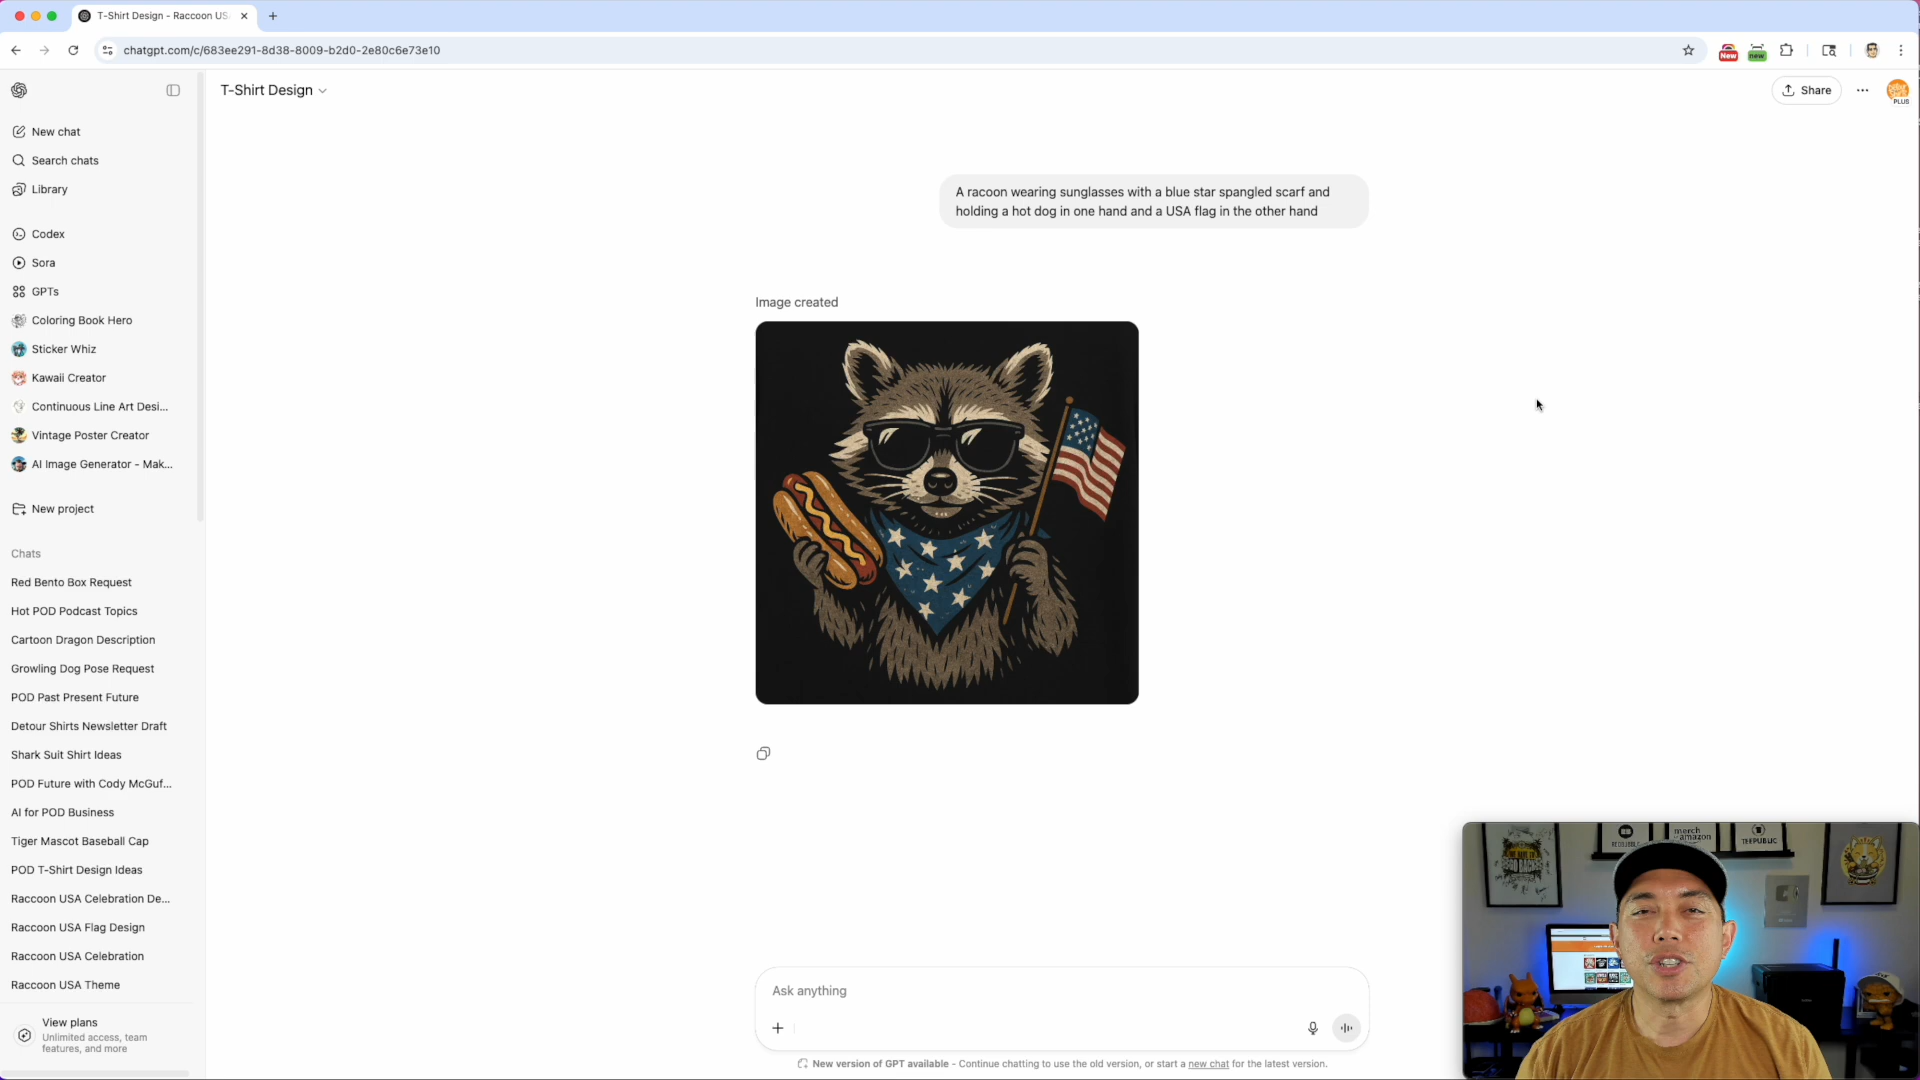 T-Shirt Design - Raccoon US
chatgpt.com/c/683ee291-8d38-8009-b2d0-2e80c6e73e10
New
new
T-Shirt Design
Share
PLUS
New chat
Search chats
Library
Codex
Sora
GPTs
Coloring Book Hero
Sticker Whiz
Kawaii Creator
Continuous Line Art Desi...
Vintage Poster Creator
AI Image Generator - Mak...
New project
Chats
Red Bento Box Request
Hot POD Podcast Topics
Cartoon Dragon Description
Growling Dog Pose Request
POD Past Present Future
Detour Shirts Newsletter Draft
Shark Suit Shirt Ideas
POD Future with Cody McGuf...
AI for POD Business
Tiger Mascot Baseball Cap
POD T-Shirt Design Ideas
Raccoon USA Celebration De...
Raccoon USA Flag Design
Raccoon USA Celebration
Raccoon USA Theme
View plans
Unlimited access, team
features, and more
A racoon wearing sunglasses with a blue star spangled scarf and
holding a hot dog in one hand and a USA flag in the other hand
Image created
Ask anything
New version of GPT available - Continue chatting to use the old version, or start a new chat for the latest version.
REDBUBBLE
merch
amazon
TEEPUBLIC